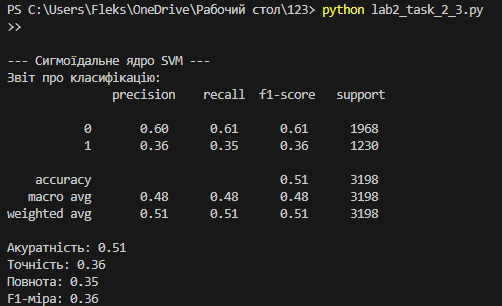 PS C:\Users\Fleks\OneDrive\Рабочий стол\123> python lab2_task_2_3.py
>>
--- Сигмоїдальне ядро SVM ---
Звіт про класифікацію:
precision recall f1-score support
0 0.60 0.61 0.61 1968
1 0.36 0.35 0.36 1230
accuracy 0.51 3198
macro avg 0.48 0.48 0.48 3198
weighted avg 0.51 0.51 0.51 3198
Акуратність: 0.51
Точність: 0.36
Повнота: 0.35
F1-міра: 0.36